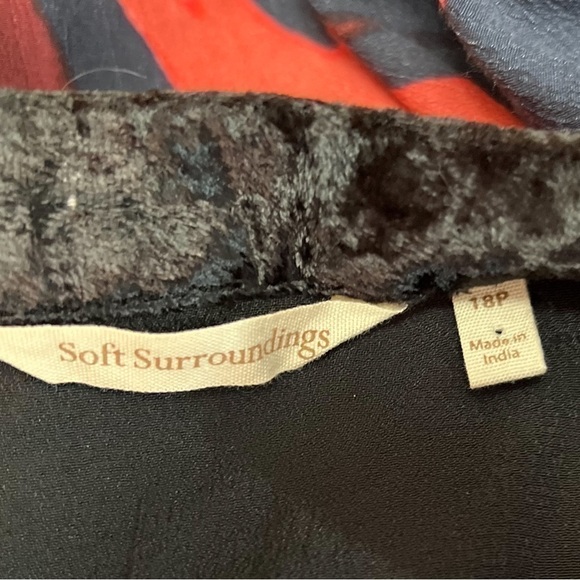 Soft Surroundings
18P
Made in
India